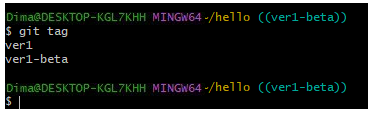 Dima@DESKTOP-KGL7KHH MINGW64 ~/hello ((ver1-beta))
$ git tag
ver1
ver1-beta
Dima@DESKTOP-KGL7KHH MINGW64 ~/hello ((ver1-beta))
$